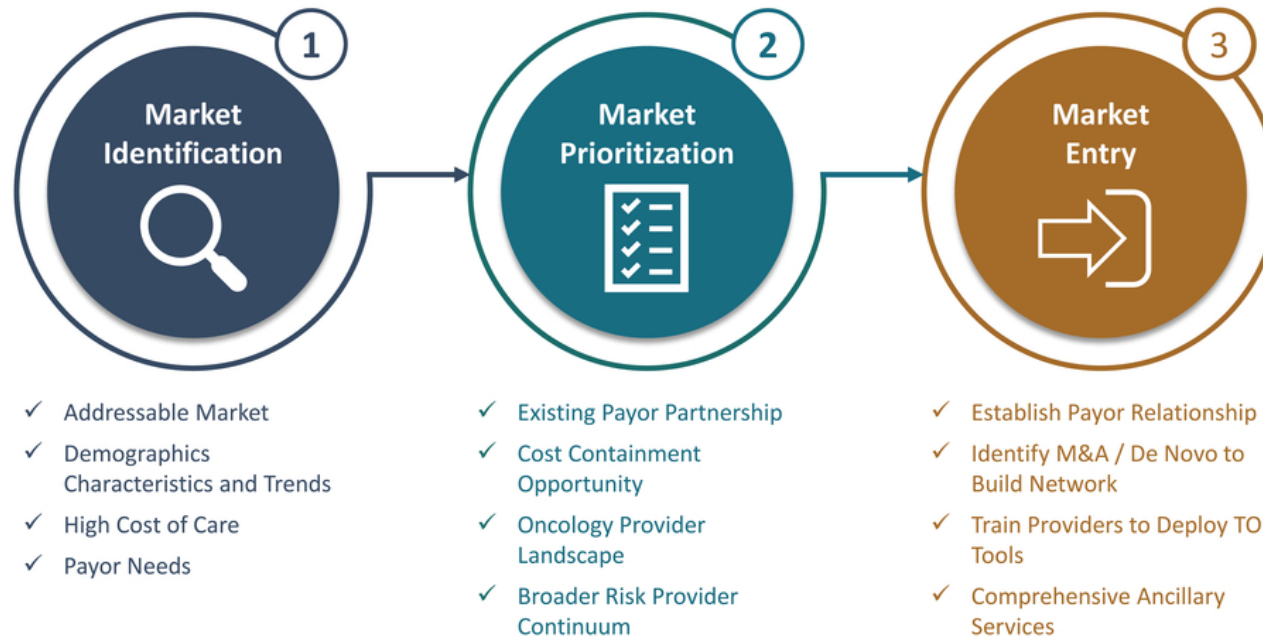 1
Market
Identification
✓ Addressable Market
✓ Demographics
Characteristics and Trends
✓ High Cost of Care
✓ Payor Needs
2
Market
Prioritization
✓ Existing Payor Partnership
✓ Cost Containment
Opportunity
✓ Oncology Provider
Landscape
✓ Broader Risk Provider
Continuum
3
Market
Entry
✓ Establish Payor Relationship
✓ Identify M&A / De Novo to
Build Network
✓ Train Providers to Deploy TO
Tools
✓ Comprehensive Ancillary
Services